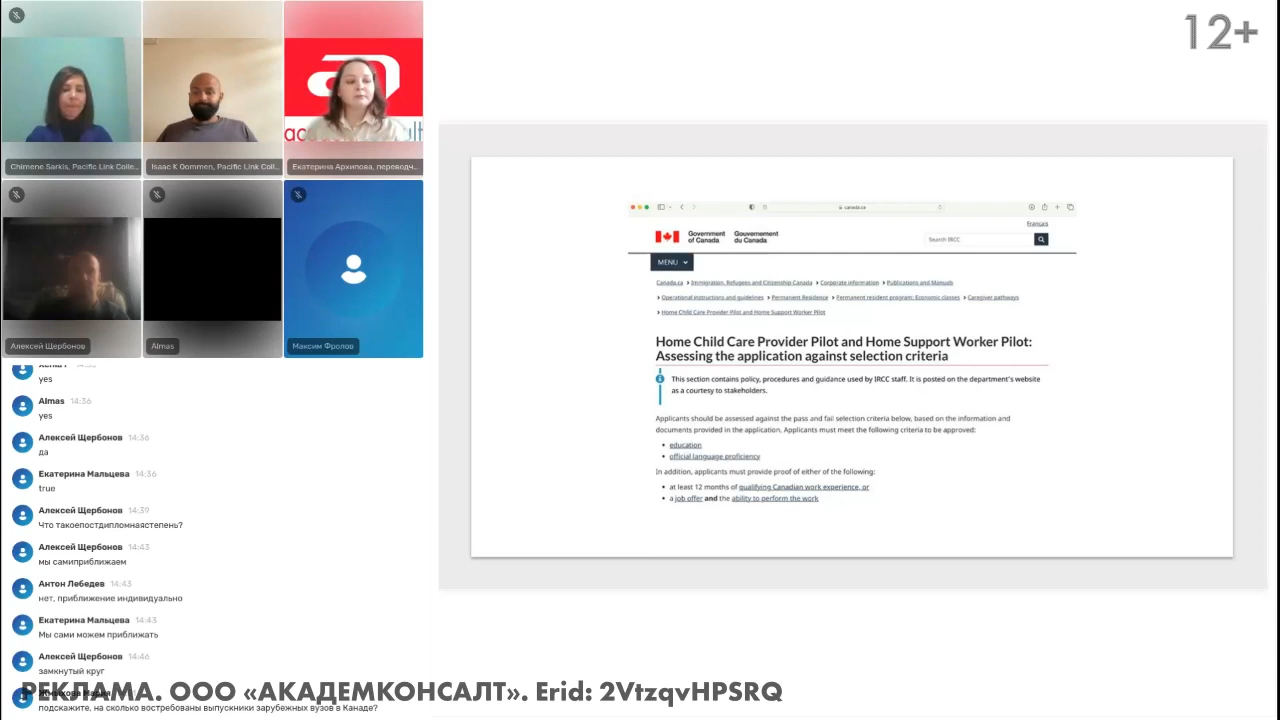 12+
Chimene Sarkis, Pacific Link Colle...
Isaac K Oommen, Pacific Link Coll...
Екатерина Архипова, переводч...
Алексей Щербонов
Almas
Максим Фролов
yes
Almas 14:36
yes
Алексей Щербонов 14:36
да
Екатерина Мальцева 14:36
true
Алексей Щербонов 14:39
Что такоепостдипломнаястепень?
Алексей Щербонов 14:43
мы самиприближаем
Антон Лебедев 14:43
нет, приближение индивидуально
Екатерина Мальцева 14:43
Мы сами можем приближать
Алексей Щербонов 14:46
замкнутый круг
РЕКЛАМА. ООО «АКАДЕМКОНСАЛТ». Erid: 2VtzqvHPSRQ
подскажите, на сколько востребованы выпускники зарубежных вузов в Канаде?
canada.ca
Français
Government of Canada
Gouvernement du Canada
Search IRCC
MENU
Canada.ca Immigration, Refugees and Citizenship Canada Corporate information Publications and Manuals
Operational instructions and guidelines Permanent Residence Permanent resident program: Economic classes Caregiver pathways
Home Child Care Provider Pilot and Home Support Worker Pilot
Home Child Care Provider Pilot and Home Support Worker Pilot:
Assessing the application against selection criteria
This section contains policy, procedures and guidance used by IRCC staff. It is posted on the department's website
as a courtesy to stakeholders.
Applicants should be assessed against the pass and fail selection criteria below, based on the information and
documents provided in the application. Applicants must meet the following criteria to be approved:
• education
• official language proficiency
In addition, applicants must provide proof of either of the following:
• at least 12 months of qualifying Canadian work experience, or
• a job offer and the ability to perform the work